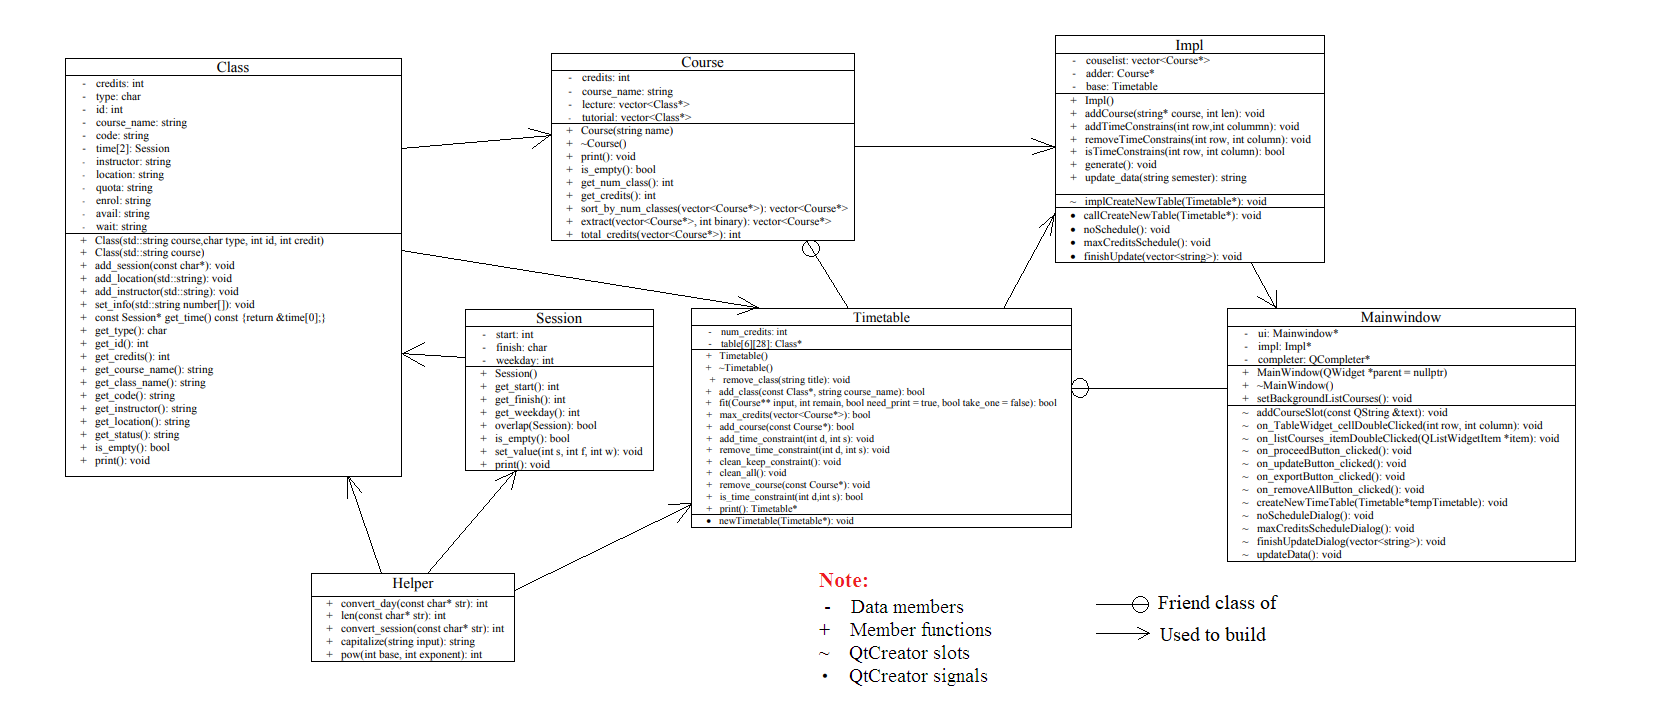 Class
- credits: int
- type: char
- id: int
- course_name: string
- code: string
- time[2]: Session
- instructor: string
- location: string
- quota: string
- enrol: string
- avail: string
- wait: string
+ Class(std::string course,char type, int id, int credit)
+ Class(std::string course)
+ add_session(const char*): void
+ add_location(std::string): void
+ add_instructor(std::string): void
+ set_info(std::string number[]): void
+ const Session* get_time() const {return &time[0];}
+ get_type(): char
+ get_id(): int
+ get_credits(): int
+ get_course_name(): string
+ get_class_name(): string
+ get_code(): string
+ get_instructor(): string
+ get_location(): string
+ get_status(): string
+ is_empty(): bool
+ print(): void
Course
- credits: int
- course_name: string
- lecture: vector<Class*>
- tutorial: vector<Class*>
+ Course(string name)
+ ~Course()
+ print(): void
+ is_empty(): bool
+ get_num_class(): int
+ get_credits(): int
+ sort_by_num_classes(vector<Course*>): vector<Course*>
+ extract(vector<Course*>, int binary): vector<Course*>
+ total_credits(vector<Course*>): int
Impl
- couselist: vector<Course*>
- adder: Course*
- base: Timetable
+ Impl()
+ addCourse(string* course, int len): void
+ addTimeConstrains(int row,int columnn): void
+ removeTimeConstrains(int row, int column): void
+ isTimeConstrains(int row, int column): bool
+ generate(): void
+ update_data(string semester): string
~ implCreateNewTable(Timetable*): void
• callCreateNewTable(Timetable*): void
• noSchedule(): void
• maxCreditsSchedule(): void
• finishUpdate(vector<string>): void
Session
- start: int
- finish: char
- weekday: int
+ Session()
+ get_start(): int
+ get_finish(): int
+ get_weekday(): int
+ overlap(Session): bool
+ is_empty(): bool
+ set_value(int s, int f, int w): void
+ print(): void
Timetable
- num_credits: int
- table[6][28]: Class*
+ Timetable()
+ ~Timetable()
+ remove_class(string title): void
+ add_class(const Class*, string course_name): bool
+ fit(Course** input, int remain, bool need_print = true, bool take_one = false): bool
+ max_credits(vector<Course*>): bool
+ add_course(const Course*): bool
+ add_time_constraint(int d, int s): void
+ remove_time_constraint(int d, int s): void
+ clean_keep_constraint(): void
+ clean_all(): void
+ remove_course(const Course*): void
+ is_time_constraint(int d,int s): bool
+ print(): Timetable*
• newTimetable(Timetable*): void
Mainwindow
- ui: Mainwindow*
- impl: Impl*
- completer: QCompleter*
+ MainWindow(QWidget *parent = nullptr)
+ ~MainWindow()
+ setBackgroundListCourses(): void
~ addCourseSlot(const QString &text): void
~ on_TableWidget_cellDoubleClicked(int row, int column): void
~ on_listCourses_itemDoubleClicked(QListWidgetItem *item): void
~ on_proceedButton_clicked(): void
~ on_updateButton_clicked(): void
~ on_exportButton_clicked(): void
~ on_removeAllButton_clicked(): void
~ createNewTimeTable(Timetable*tempTimetable): void
~ noScheduleDialog(): void
~ maxCreditsScheduleDialog(): void
~ finishUpdateDialog(vector<string>): void
~ updateData(): void
Helper
+ convert_day(const char* str): int
+ len(const char* str): int
+ convert_session(const char* str): int
+ capitalize(string input): string
+ pow(int base, int exponent): int
Note:
- Data members
+ Member functions
~ QtCreator slots
• QtCreator signals
Friend class of
Used to build